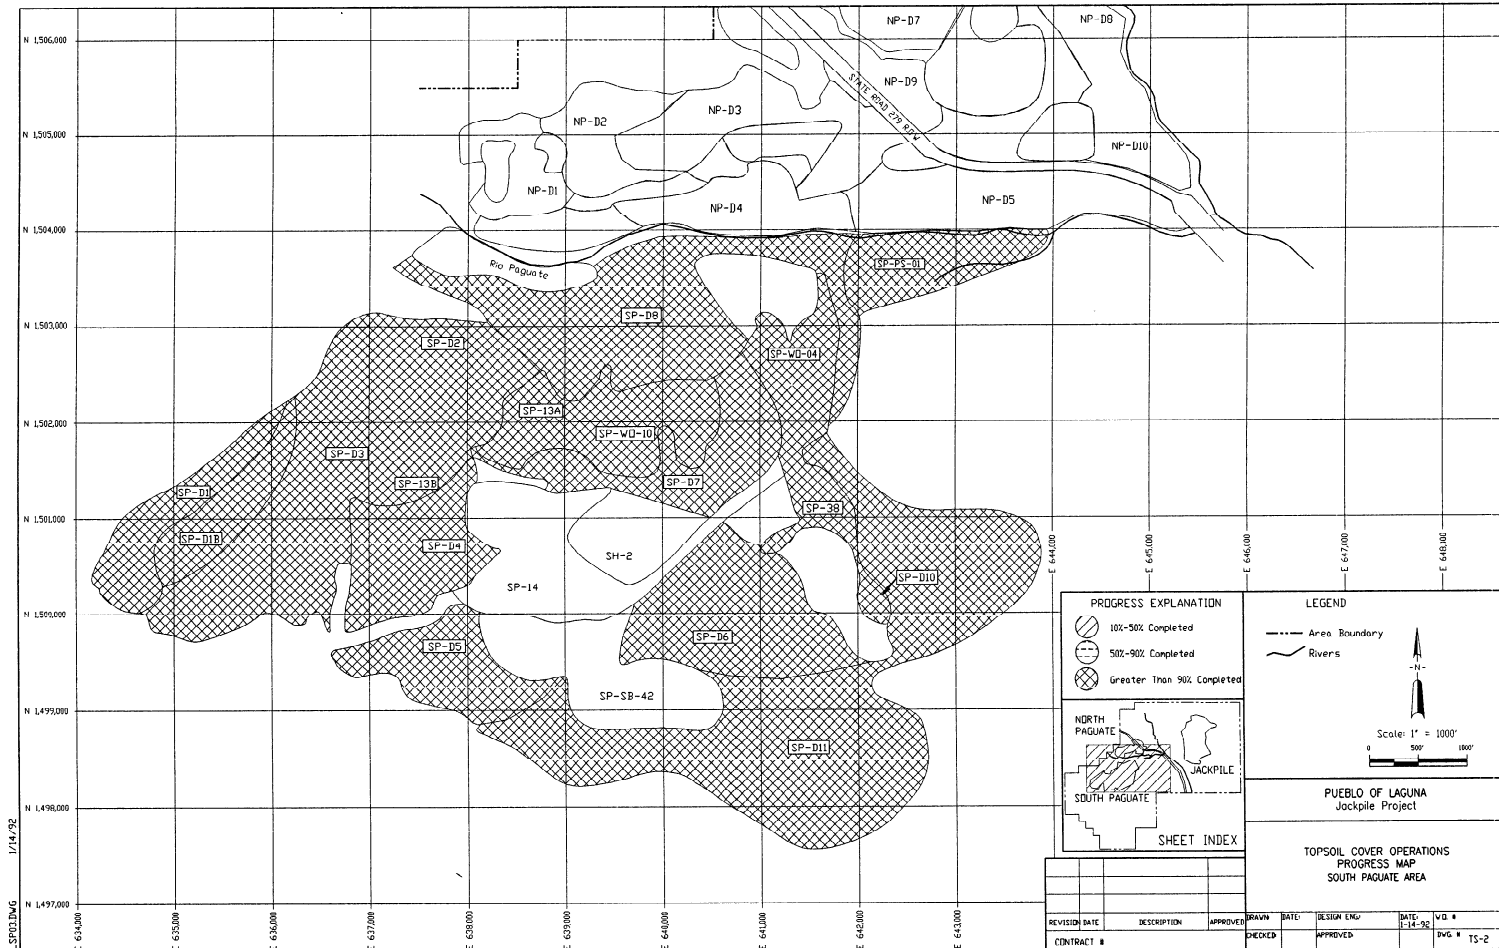 N 1,506,000
N 1,505,000
N 1,504,000
N 1,503,000
N 1,502,000
N 1,501,000
N 1,500,000
N 1,499,000
N 1,498,000
N 1,497,000
NP-D7
NP-D8
NP-D9
STATE ROAD 279 R.O.W
NP-D3
NP-D2
NP-D10
NP-D1
NP-D4
NP-D5
Rio Paguate
SP-PS-01
SP-D8
SP-D2
SP-WO-04
SP-13A
SP-WO-10
SP-D3
SP-13B
SP-D7
SP-D1
SP-38
SP-D1B
SP-D4
SH-2
SP-14
SP-D10
SP-D6
SP-D5
SP-SB-42
SP-D11
E 634,000
E 635,000
E 636,000
E 637,000
E 638,000
E 639,000
E 640,000
E 641,000
E 642,000
E 643,000
E 644,000
E 645,000
E 646,000
E 647,000
E 648,000
PROGRESS EXPLANATION
10%-50% Completed
50%-90% Completed
Greater Than 90% Completed
LEGEND
Area Boundary
Rivers
-N-
Scale: 1" = 1000'
0 500' 1000'
NORTH
PAGUATE
JACKPILE
SOUTH PAGUATE
SHEET INDEX
PUEBLO OF LAGUNA
Jackpile Project
TOPSOIL COVER OPERATIONS
PROGRESS MAP
SOUTH PAGUATE AREA
REVISION DATE DESCRIPTION APPROVED
CONTRACT #
DRAWN DATE: DESIGN ENG/ DATE: 1-14-92 W.O. #
CHECKED APPROVED DWG. # TS-2
SP03.DWG 1/14/92